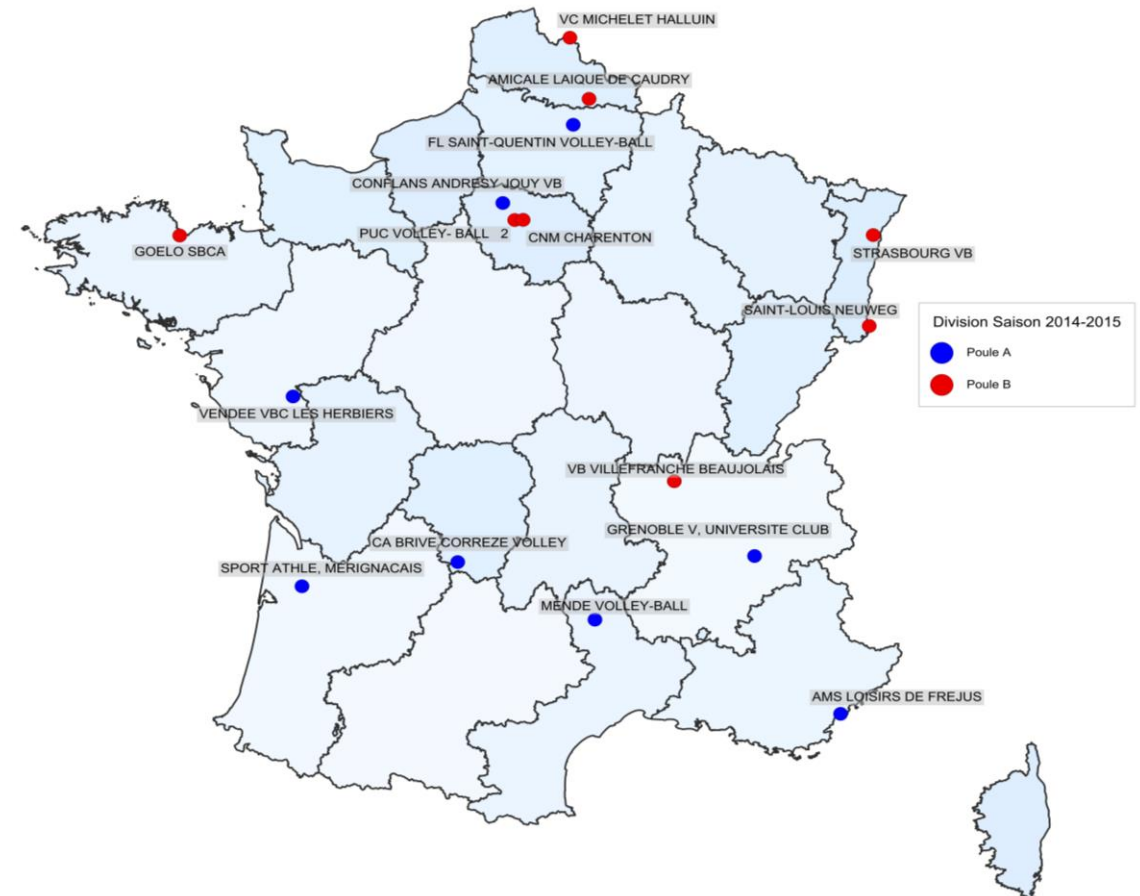 VC MICHELET HALLUIN
AMICALE LAIQUE DE CAUDRY
FL SAINT-QUENTIN VOLLEY-BALL
CONFLANS ANDRESY JOUY VB
PUC VOLLEY- BALL 2
CNM CHARENTON
GOELO SBCA
STRASBOURG VB
SAINT-LOUIS NEUWEG
Division Saison 2014-2015
Poule A
Poule B
VENDEE VBC LES HERBIERS
VB VILLEFRANCHE BEAUJOLAIS
GRENOBLE V, UNIVERSITE CLUB
CA BRIVE CORREZE VOLLEY
SPORT ATHLE, MERIGNACAIS
MENDE VOLLEY-BALL
AMS LOISIRS DE FREJUS